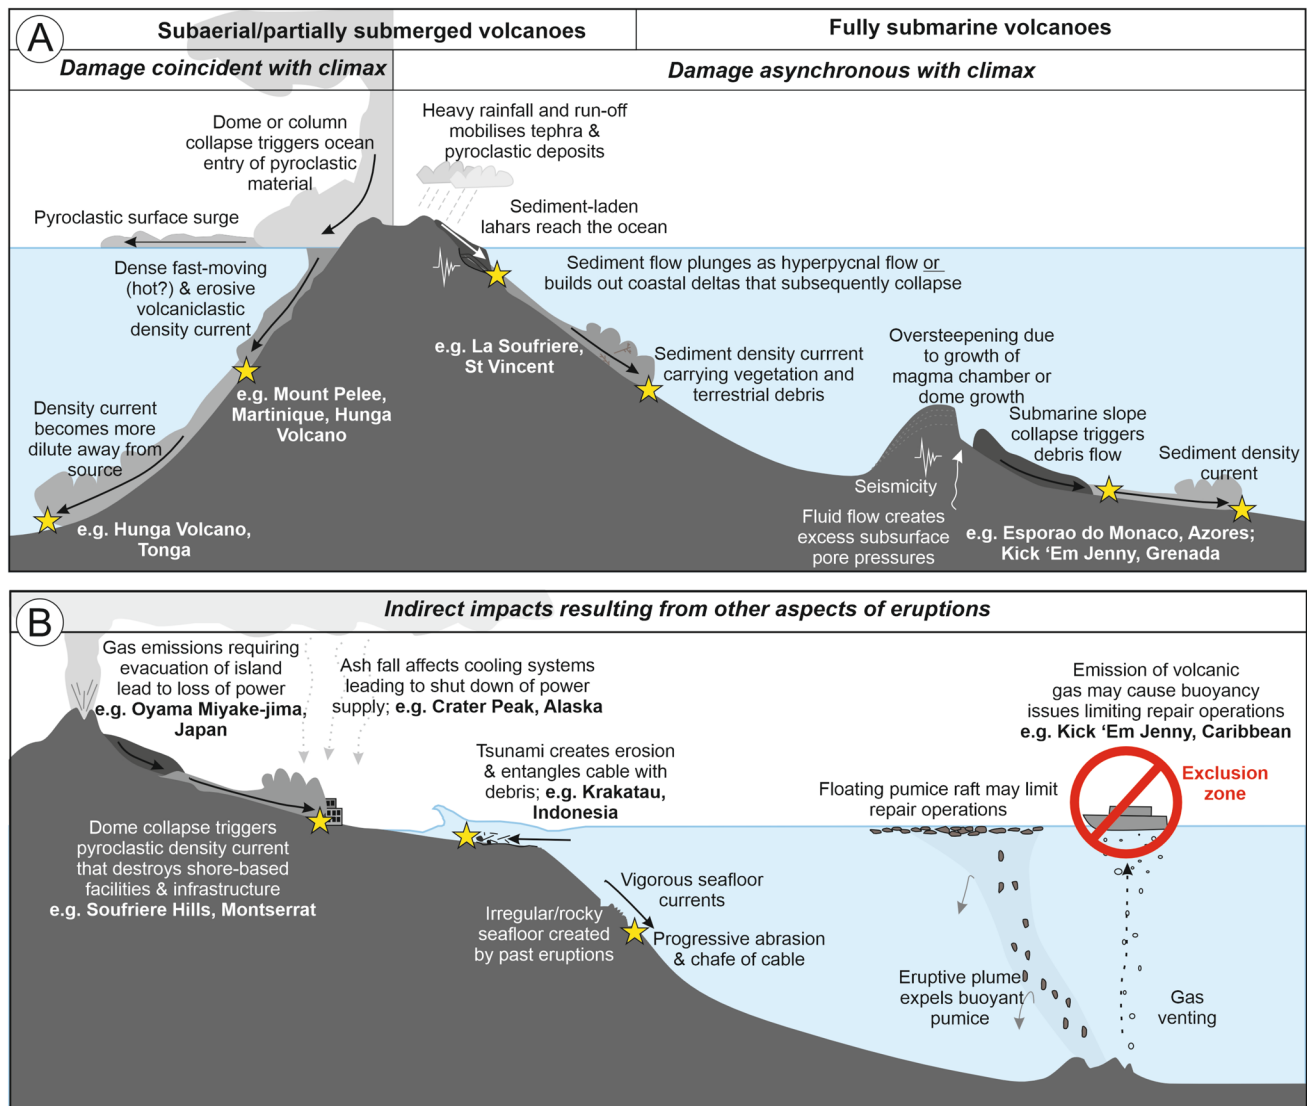 A
Subaerial/partially submerged volcanoes
Fully submarine volcanoes
Damage coincident with climax
Damage asynchronous with climax
Dome or column
collapse triggers ocean
entry of pyroclastic
material
Pyroclastic surface surge
Dense fast-moving
(hot?) & erosive
volcaniclastic
density current
e.g. Mount Pelee,
Martinique, Hunga
Volcano
Density current
becomes more
dilute away from
source
e.g. Hunga Volcano,
Tonga
Heavy rainfall and run-off
mobilises tephra &
pyroclastic deposits
Sediment-laden
lahars reach the ocean
Sediment flow plunges as hyperpycnal flow or
builds out coastal deltas that subsequently collapse
e.g. La Soufriere,
St Vincent
Sediment density currrent
carrying vegetation and
terrestrial debris
Oversteepening due
to growth of
magma chamber or
dome growth
Submarine slope
collapse triggers
debris flow
Sediment density
current
Seismicity
Fluid flow creates
excess subsurface
pore pressures
e.g. Esporao do Monaco, Azores;
Kick ‘Em Jenny, Grenada
B
Indirect impacts resulting from other aspects of eruptions
Gas emissions requiring
evacuation of island
lead to loss of power
e.g. Oyama Miyake-jima,
Japan
Ash fall affects cooling systems
leading to shut down of power
supply; e.g. Crater Peak, Alaska
Tsunami creates erosion
& entangles cable with
debris; e.g. Krakatau,
Indonesia
Dome collapse triggers
pyroclastic density current
that destroys shore-based
facilities & infrastructure
e.g. Soufriere Hills, Montserrat
Irregular/rocky
seafloor created
by past eruptions
Vigorous seafloor
currents
Progressive abrasion
& chafe of cable
Floating pumice raft may limit
repair operations
Emission of volcanic
gas may cause buoyancy
issues limiting repair operations
e.g. Kick ‘Em Jenny, Caribbean
Exclusion
zone
Eruptive plume
expels buoyant
pumice
Gas
venting